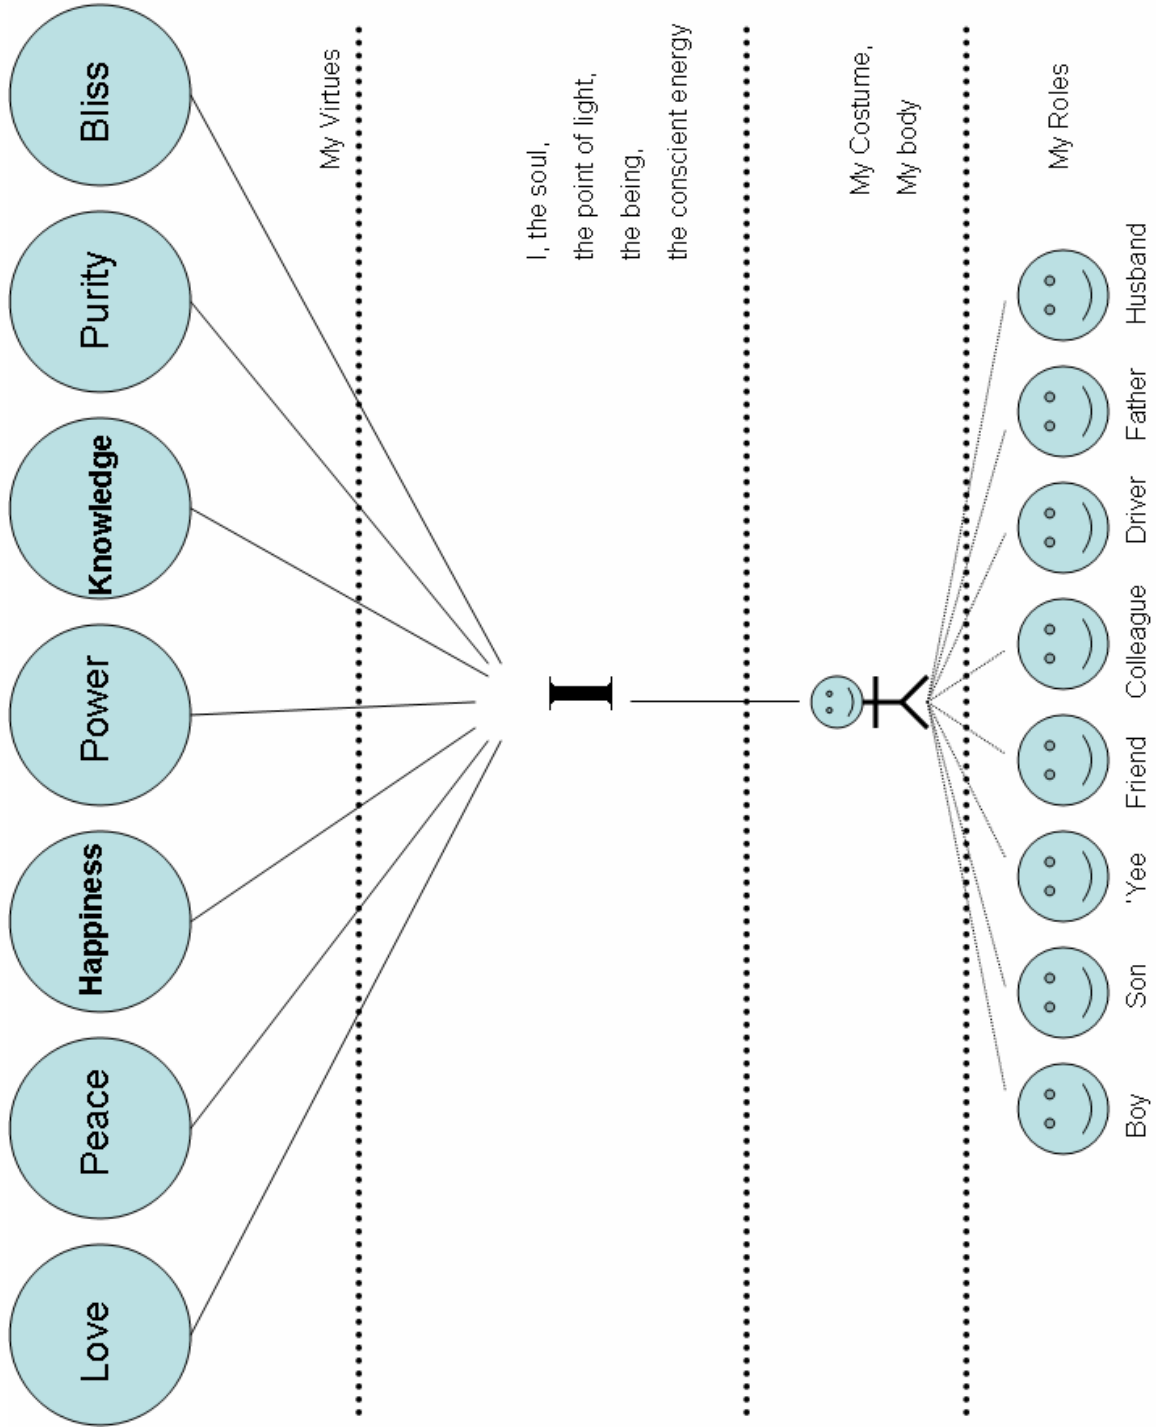 Love Peace Happiness Power Knowledge Purity Bliss
My Virtues
I, the soul,
I
the point of light,
the being,
the conscient energy
My Costume,
My body
My Roles
Boy Son 'Yee Friend Colleague Driver Father Husband